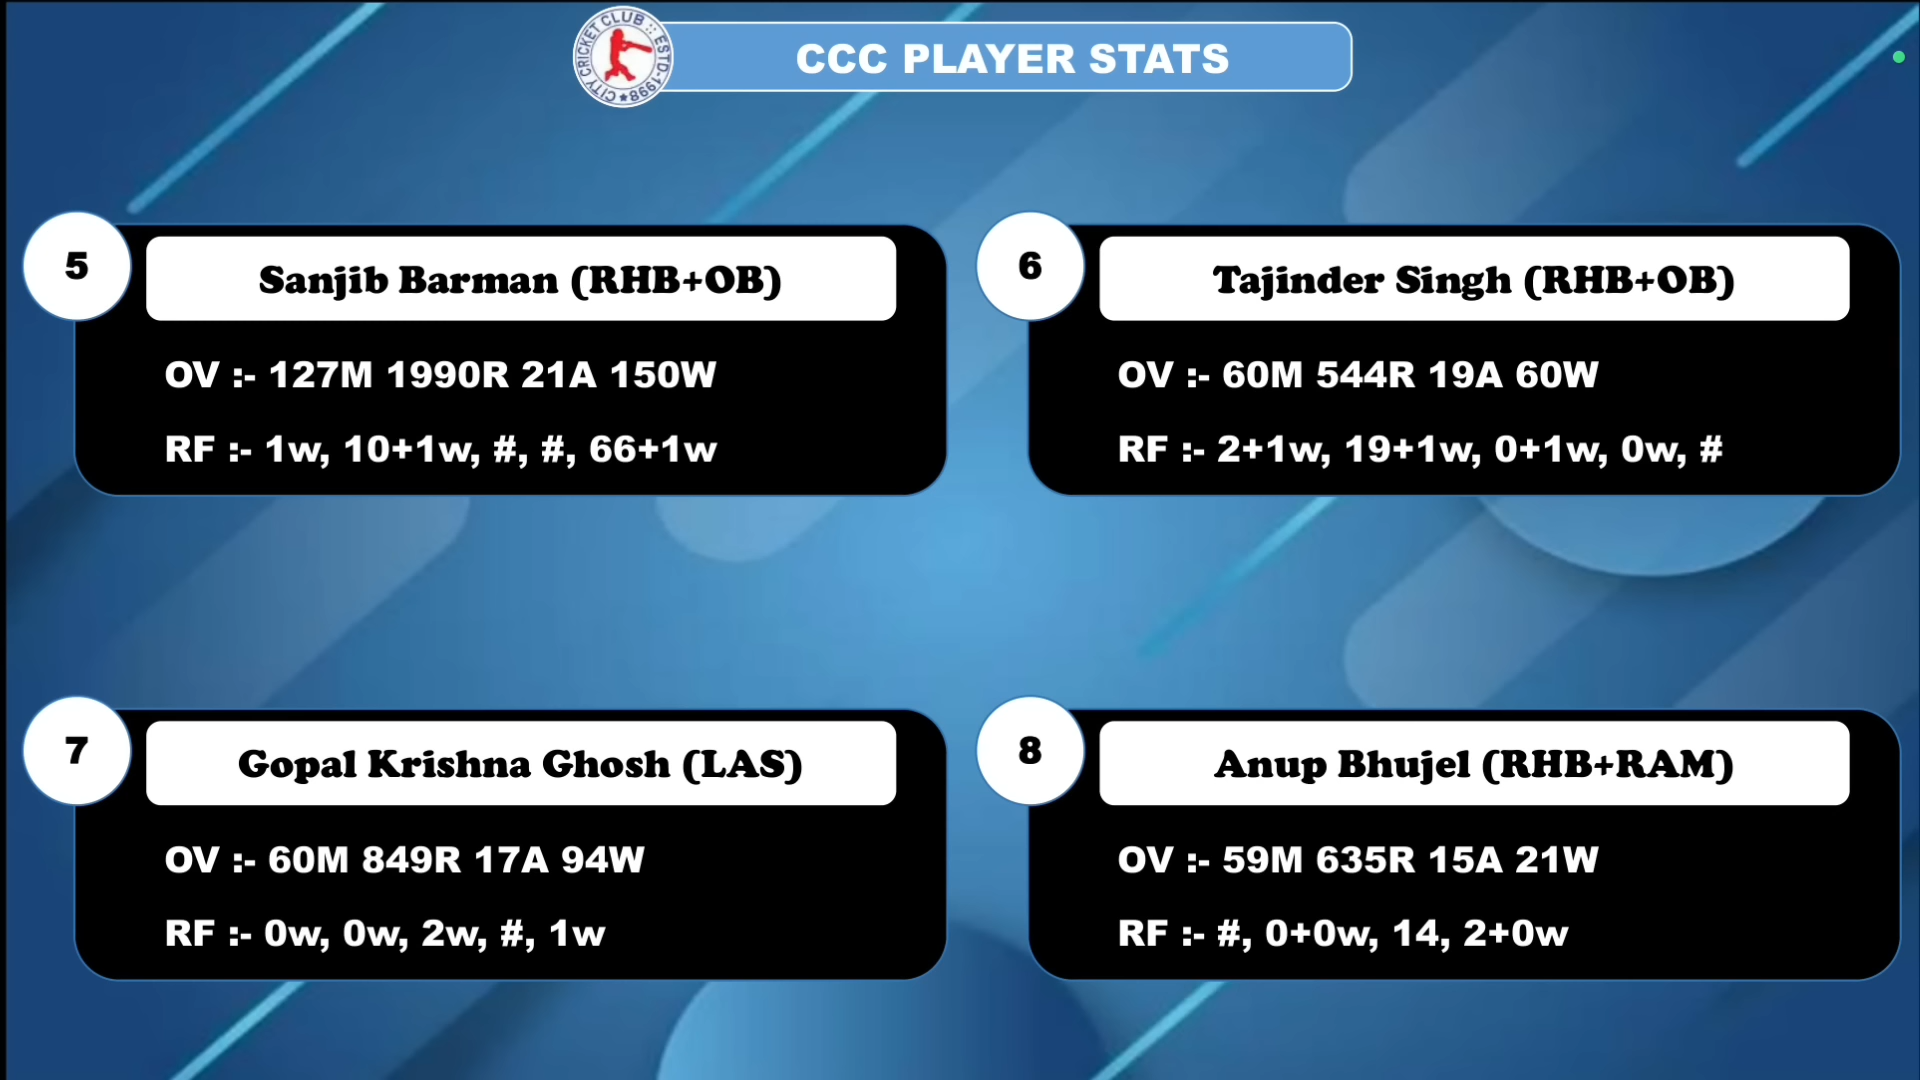 CITY CRICKET CLUB :: ESTD-1998 ★
CCC PLAYER STATS
5
Sanjib Barman (RHB+OB)
OV :- 127M 1990R 21A 150W
RF :- 1w, 10+1w, #, #, 66+1w
6
Tajinder Singh (RHB+OB)
OV :- 60M 544R 19A 60W
RF :- 2+1w, 19+1w, 0+1w, 0w, #
7
Gopal Krishna Ghosh (LAS)
OV :- 60M 849R 17A 94W
RF :- 0w, 0w, 2w, #, 1w
8
Anup Bhujel (RHB+RAM)
OV :- 59M 635R 15A 21W
RF :- #, 0+0w, 14, 2+0w